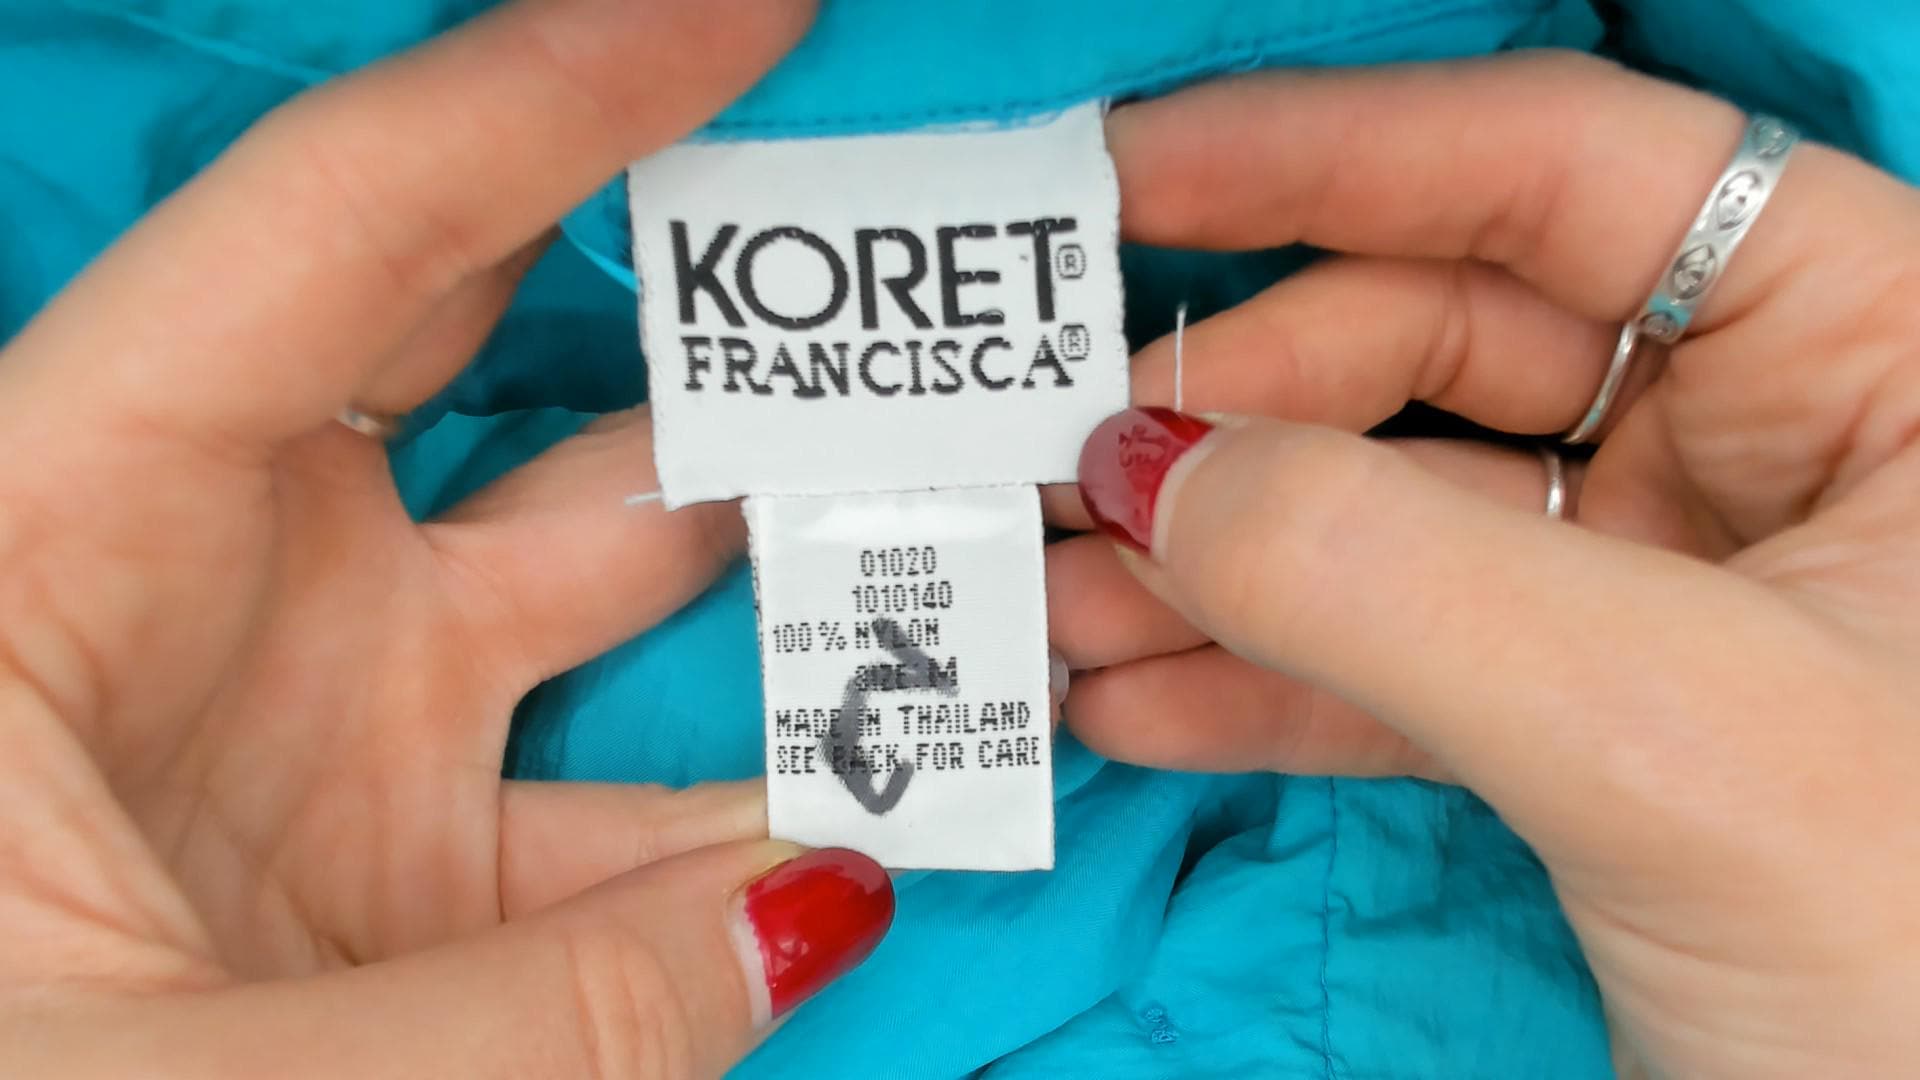 KORET®
FRANCISCA®
01020
1010140
100% NYLON
SIZE: M
MADE IN THAILAND
SEE BACK FOR CARE